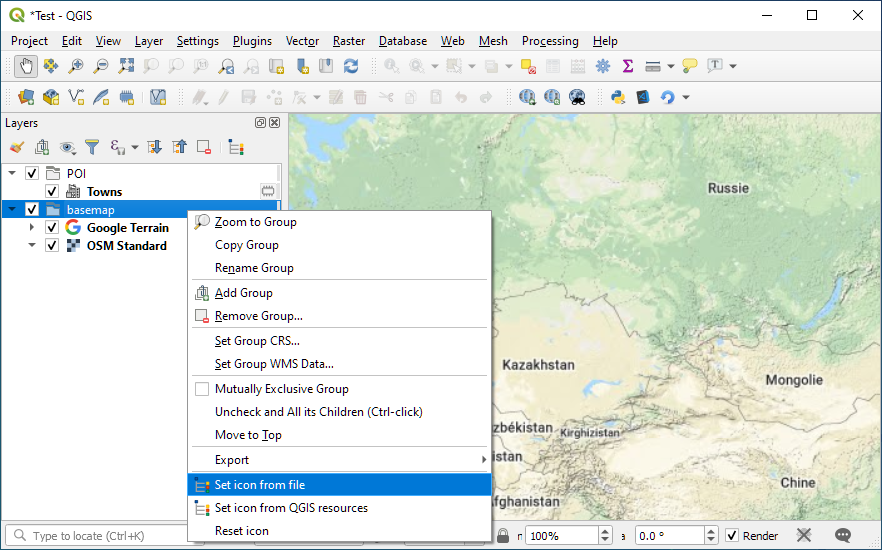 *Test - QGIS
Project Edit View Layer Settings Plugins Vector Raster Database Web Mesh Processing Help
Layers
POI
Towns
basemap
Google Terrain
OSM Standard
Zoom to Group
Copy Group
Rename Group
Add Group
Remove Group...
Set Group CRS...
Set Group WMS Data...
Mutually Exclusive Group
Uncheck and All its Children (Ctrl-click)
Move to Top
Export
Set icon from file
Set icon from QGIS resources
Reset icon
Russie
Kazakhstan
Mongolie
zbékistan
Kirghizistan
istan
Chine
fghanistan
Type to locate (Ctrl+K)
100%
0.0 °
Render